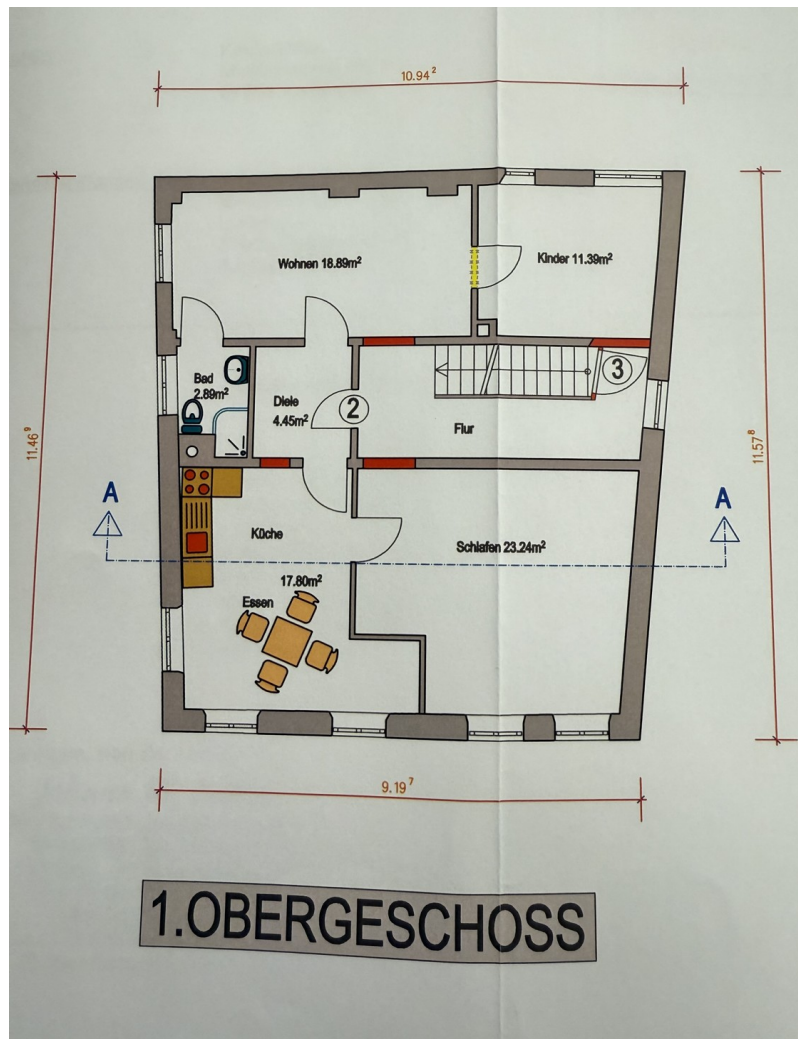 10.94²
Wohnen 18.89m²
Kinder 11.39m²
Bad
2.89m²
Diele
4.45m²
2
3
Flur
11.46⁹
11.57⁸
A
A
Küche
Schlafen 23.24m²
17.80m²
Essen
9.19⁷
1.OBERGESCHOSS